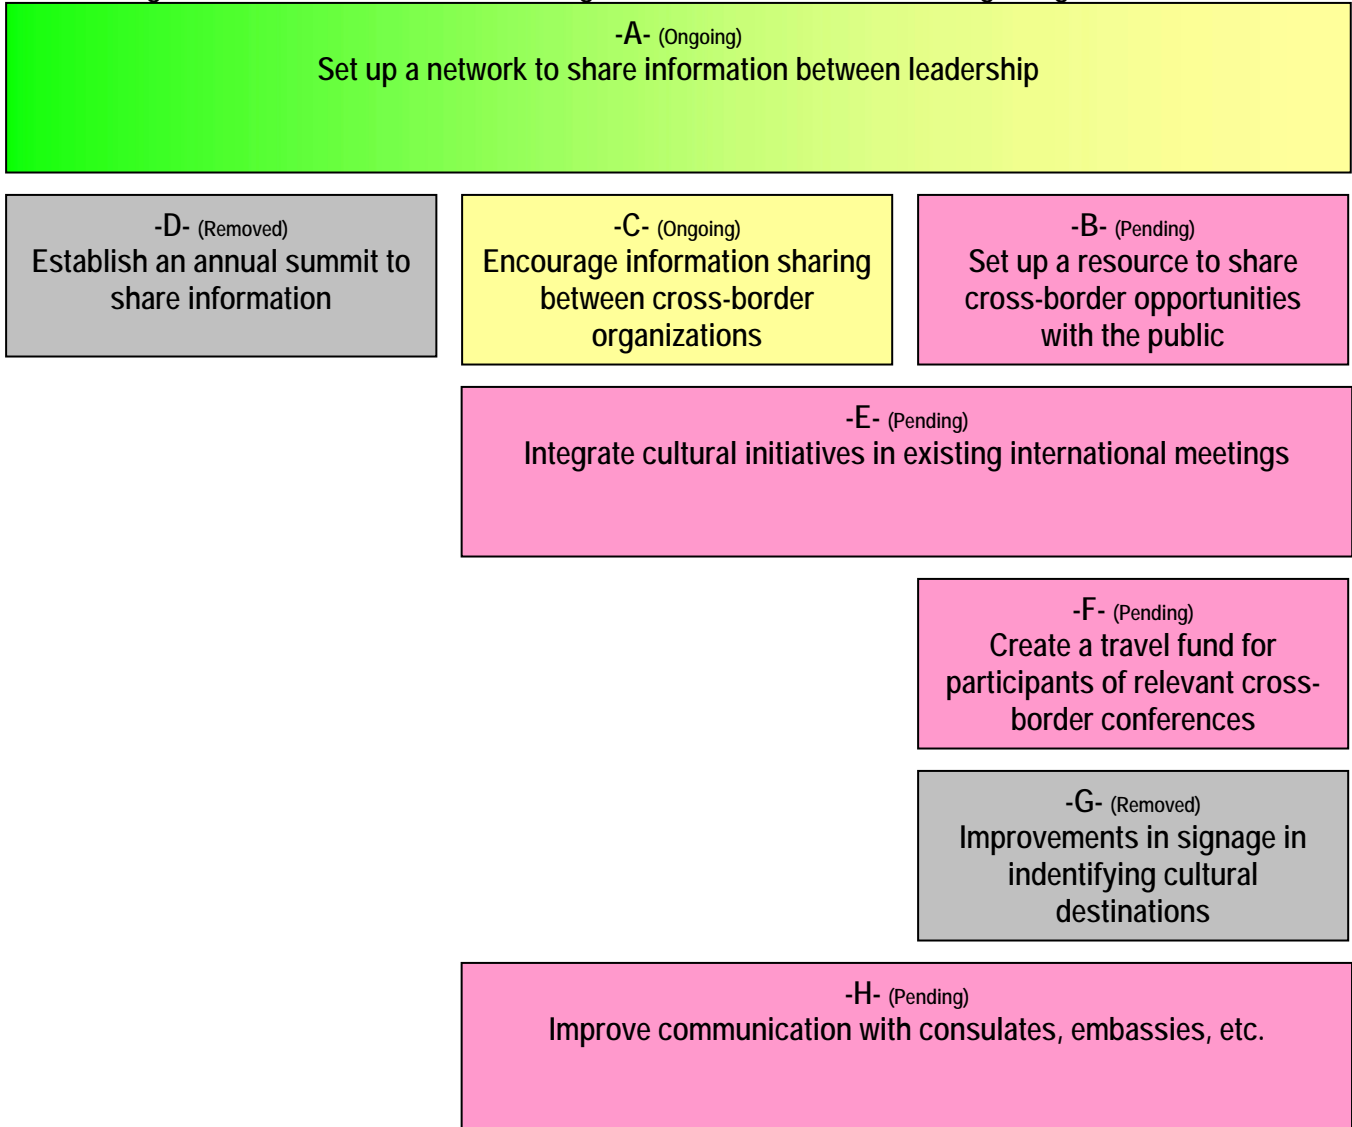 -A- (Ongoing)
Set up a network to share information between leadership
-D- (Removed)
Establish an annual summit to
share information
-C- (Ongoing)
Encourage information sharing
between cross-border
organizations
-B- (Pending)
Set up a resource to share
cross-border opportunities
with the public
-E- (Pending)
Integrate cultural initiatives in existing international meetings
-F- (Pending)
Create a travel fund for
participants of relevant cross-
border conferences
-G- (Removed)
Improvements in signage in
indentifying cultural
destinations
-H- (Pending)
Improve communication with consulates, embassies, etc.